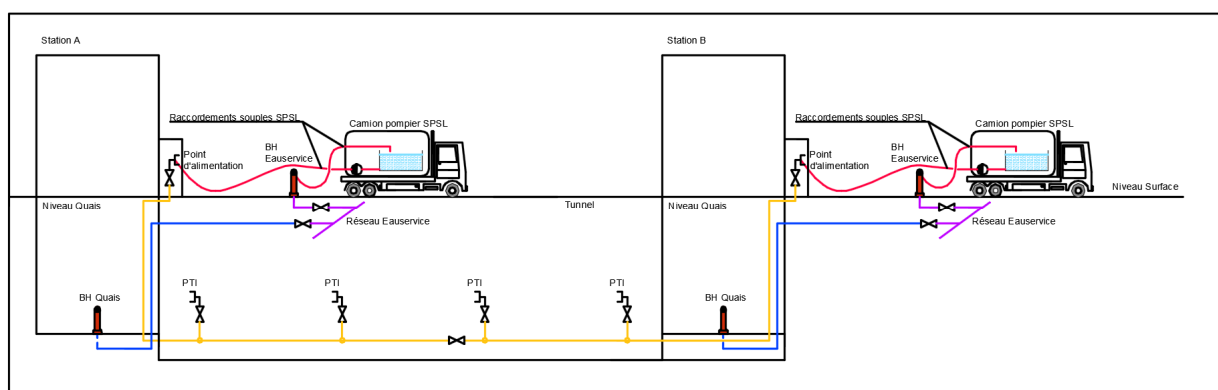 Station A
Station B
Raccordements souples SPSL
Camion pompier SPSL
Raccordements souples SPSL
Camion pompier SPSL
Point
d'alimentation
BH
Eauservice
Point
d'alimentation
BH
Eauservice
Niveau Surface
Niveau Quais
Tunnel
Niveau Quais
Réseau Eauservice
Réseau Eauservice
PTI
PTI
PTI
PTI
BH Quais
BH Quais